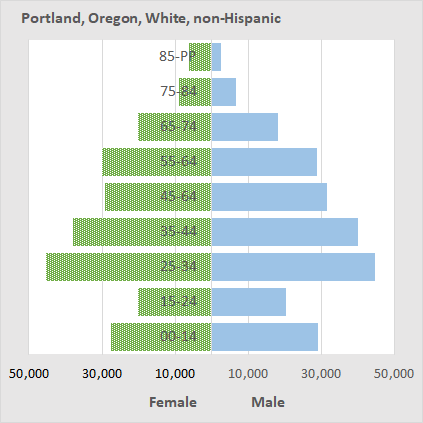 Portland, Oregon, White, non-Hispanic
85-PP
75-84
65-74
55-64
45-64
35-44
25-34
15-24
00-14
50,000 30,000 10,000 10,000 30,000 50,000
Female Male